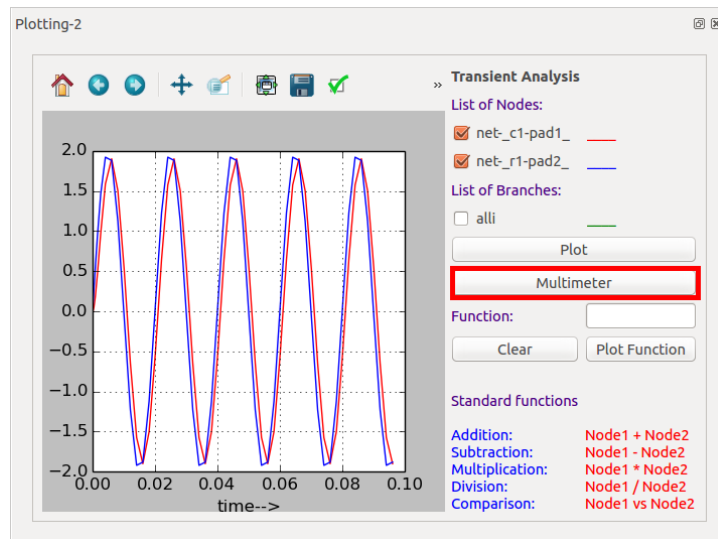 Plotting-2
»
Transient Analysis
List of Nodes:
net-_c1-pad1_
net-_r1-pad2_
List of Branches:
alli
Plot
Multimeter
Function:
Clear
Plot Function
Standard functions
Addition: Node1 + Node2
Subtraction: Node1 - Node2
Multiplication: Node1 * Node2
Division: Node1 / Node2
Comparison: Node1 vs Node2
2.0
1.5
1.0
0.5
0.0
−0.5
−1.0
−1.5
−2.0
0.00 0.02 0.04 0.06 0.08 0.10
time-->